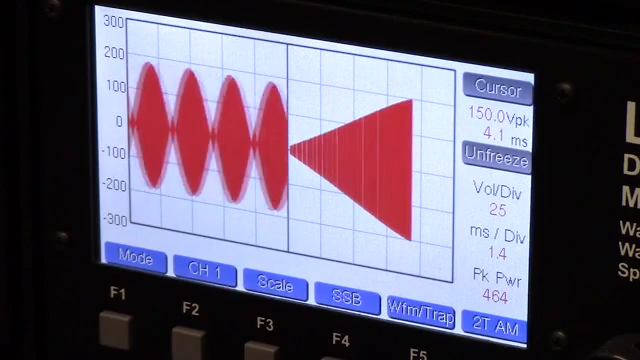 300
200
100
0
-100
-200
-300
Cursor
150.0Vpk
4.1 ms
Unfreeze
Vol/Div
25
ms / Div
1.4
Pk Pwr
464
Mode
CH 1
Scale
SSB
Wfm/Trap
2T AM
F1
F2
F3
F4
F5